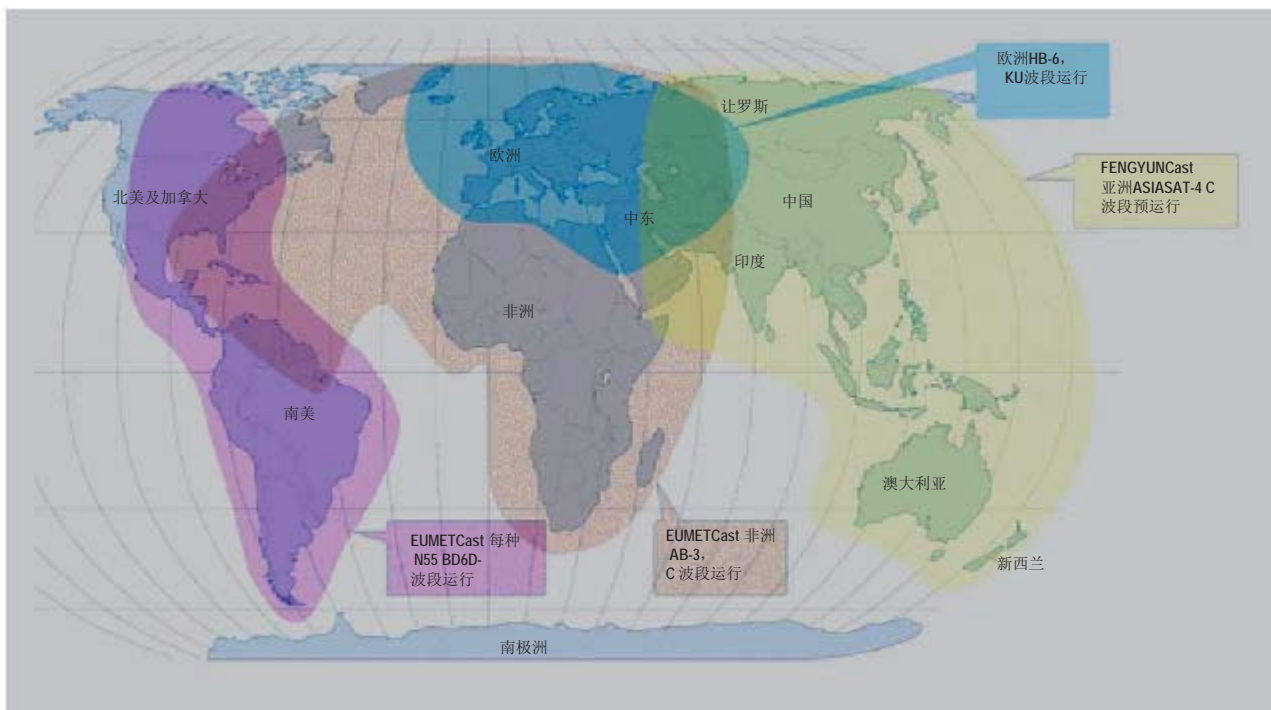 欧洲HB-6，
KU波段运行
让罗斯
欧洲
北美及加拿大
中东
中国
FENGYUNCast
亚洲ASIASAT-4 C
波段预运行
印度
非洲
南美
澳大利亚
EUMETCast 每种
N55 BD6D-
波段运行
EUMETCast 非洲
AB-3，
C 波段运行
新西兰
南极洲